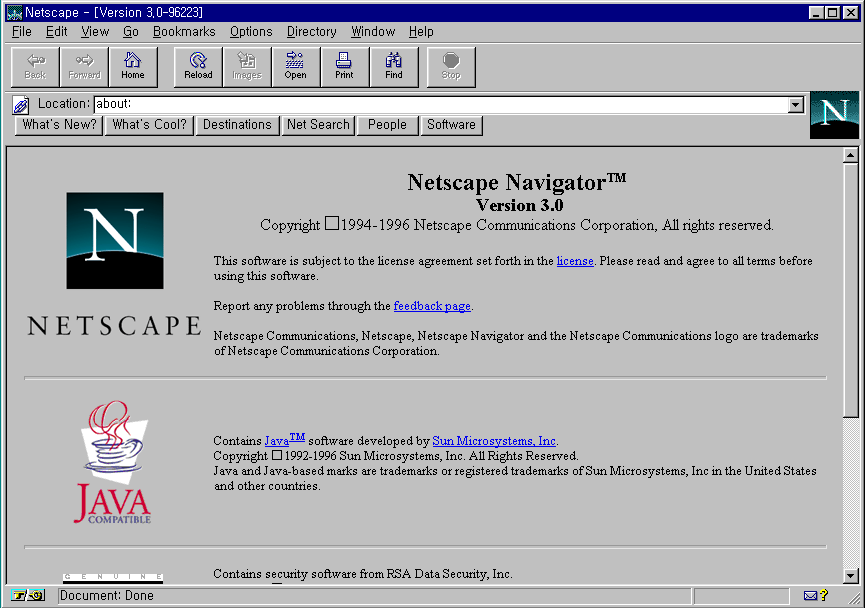 Netscape - [Version 3,0-96223]
File Edit View Go Bookmarks Options Directory Window Help
Back Forward Home Reload Images Open Print Find Stop
Location: about:
N
What's New? What's Cool? Destinations Net Search People Software
Netscape Navigator™
Version 3.0
Copyright □1994-1996 Netscape Communications Corporation, All rights reserved.
N
NETSCAPE
This software is subject to the license agreement set forth in the license. Please read and agree to all terms before
using this software.
Report any problems through the feedback page.
Netscape Communications, Netscape, Netscape Navigator and the Netscape Communications logo are trademarks
of Netscape Communications Corporation.
JAVA
COMPATIBLE
Contains Java™ software developed by Sun Microsystems, Inc.
Copyright □1992-1996 Sun Microsystems, Inc. All Rights Reserved.
Java and Java-based marks are trademarks or registered trademarks of Sun Microsystems, Inc in the United States
and other countries.
GENUINE
Contains security software from RSA Data Security, Inc.
Document: Done